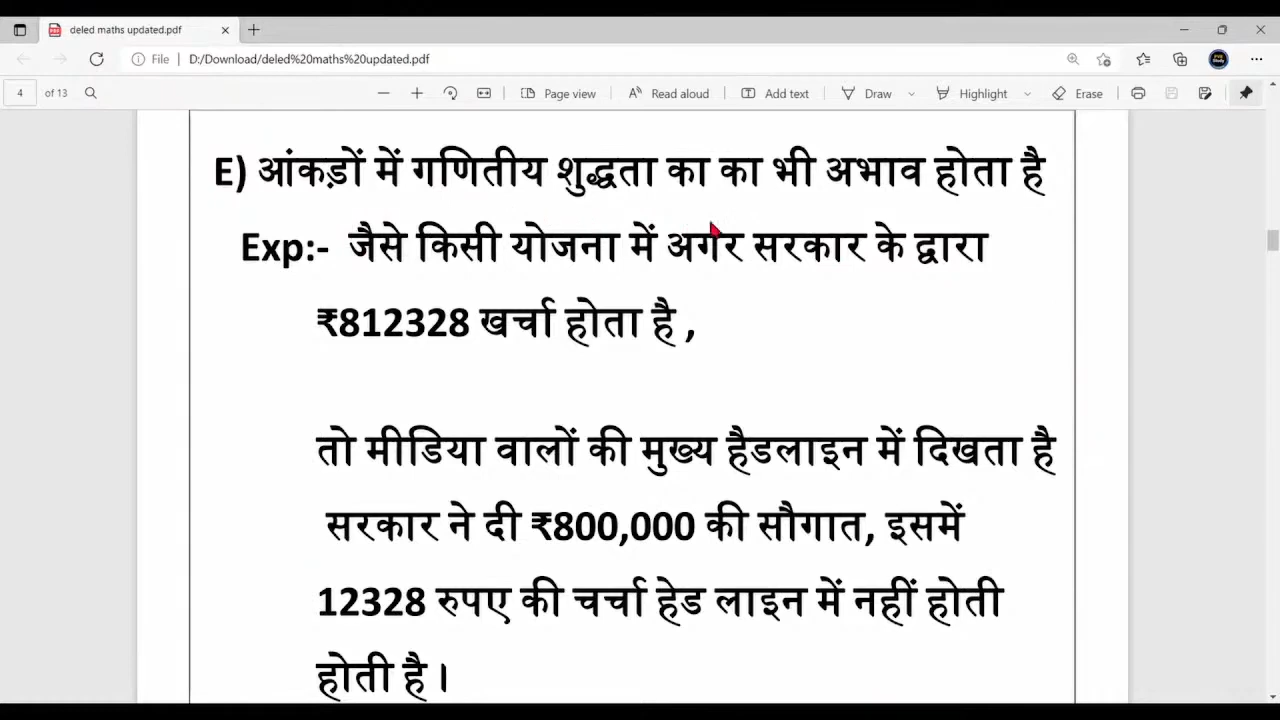 deled maths updated.pdf
File | D:/Download/deled%20maths%20updated.pdf
4 of 13 Page view Read aloud Add text Draw Highlight Erase
E) आंकड़ों में गणितीय शुद्धता का का भी अभाव होता है
Exp:- जैसे किसी योजना में अगर सरकार के द्वारा
₹812328 खर्चा होता है ,
तो मीडिया वालों की मुख्य हैडलाइन में दिखता है
सरकार ने दी ₹800,000 की सौगात, इसमें
12328 रुपए की चर्चा हेड लाइन में नहीं होती
होती है ।